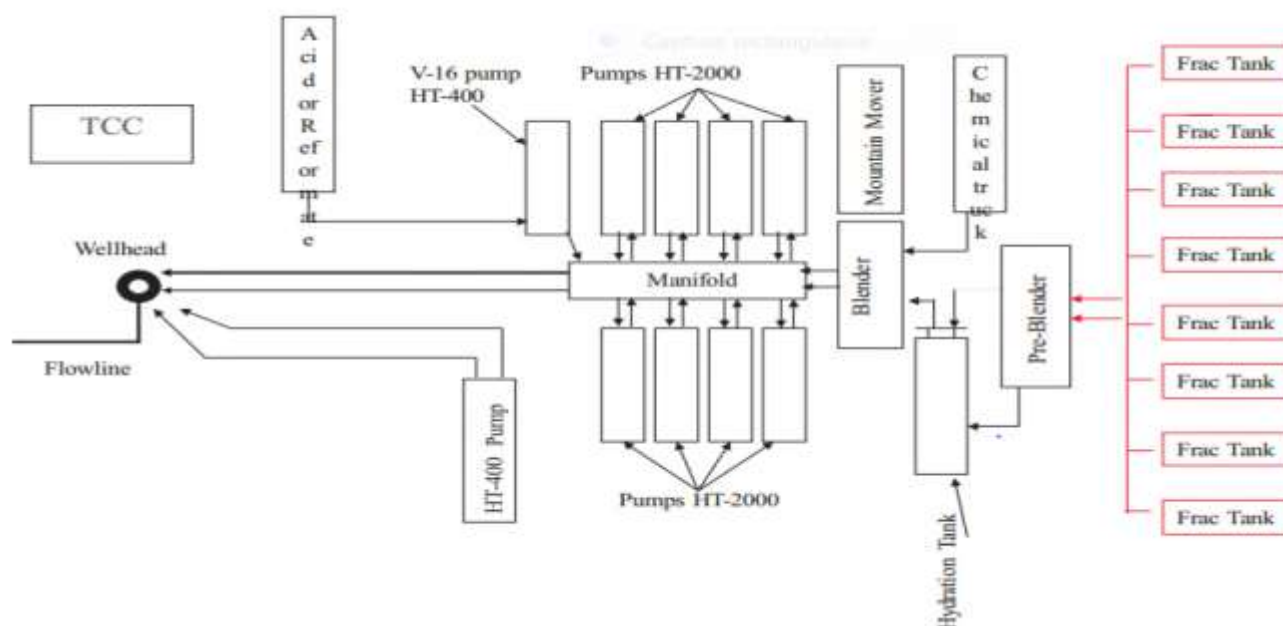 TCC
A
ci
d
or
R
ef
or
m
at
e
V-16 pump
HT-400
Pumps HT-2000
Mountain Mover
C
he
m
ic
al
tr
uc
k
Frac Tank
Frac Tank
Frac Tank
Frac Tank
Frac Tank
Frac Tank
Frac Tank
Frac Tank
Wellhead
Manifold
Blender
Pre-Blender
Flowline
HT-400 Pump
Pumps HT-2000
Hydration Tank